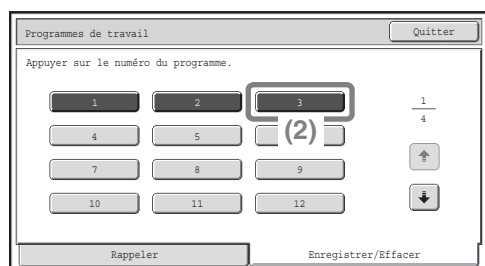 Programmes de travail Quitter
Appuyer sur le numéro du programme.
1 2 3 1
4 5 (2) 4
7 8 9
10 11 12
Rappeler Enregistrer/Effacer